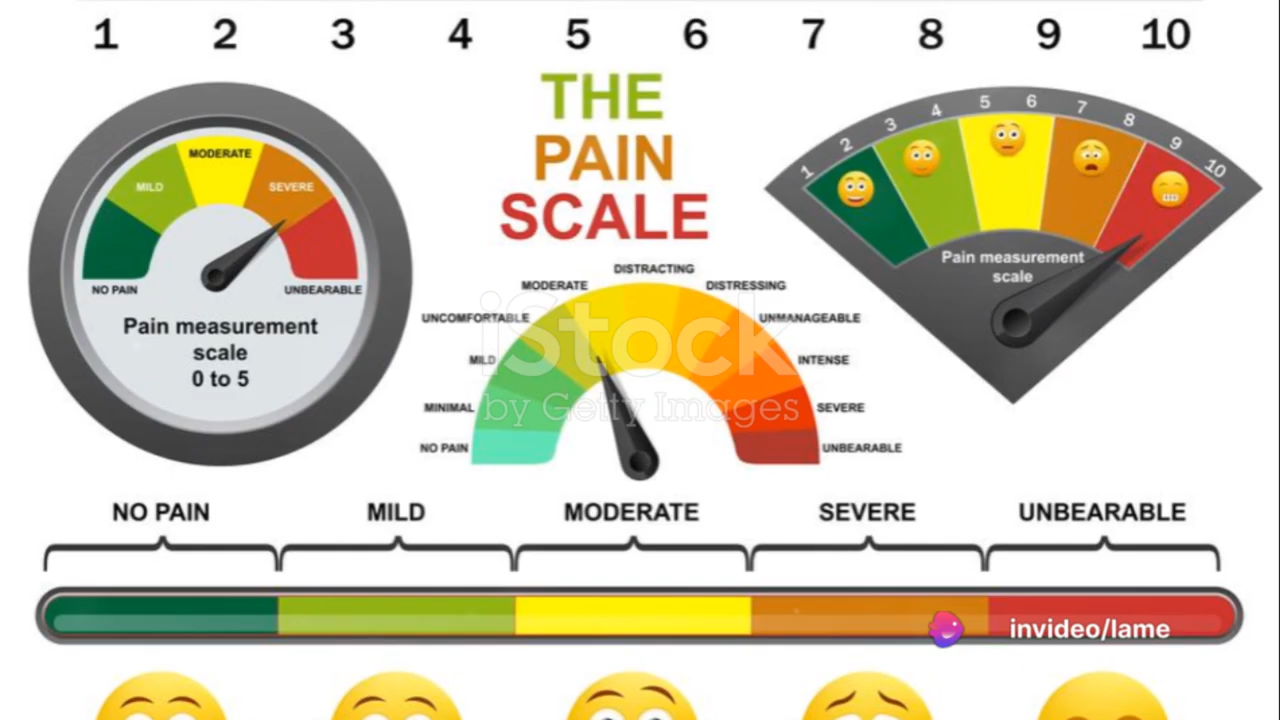 1 2 3 4 5 6 7 8 9 10
THE
PAIN
SCALE
MODERATE
MILD
SEVERE
NO PAIN
UNBEARABLE
Pain measurement
scale
0 to 5
DISTRACTING
MODERATE
DISTRESSING
UNCOMFORTABLE
UNMANAGEABLE
MILD
INTENSE
MINIMAL
SEVERE
NO PAIN
UNBEARABLE
iStock
by Getty Images
1 2 3 4 5 6 7 8 9 10
Pain measurement
scale
NO PAIN MILD MODERATE SEVERE UNBEARABLE
invideo/lame